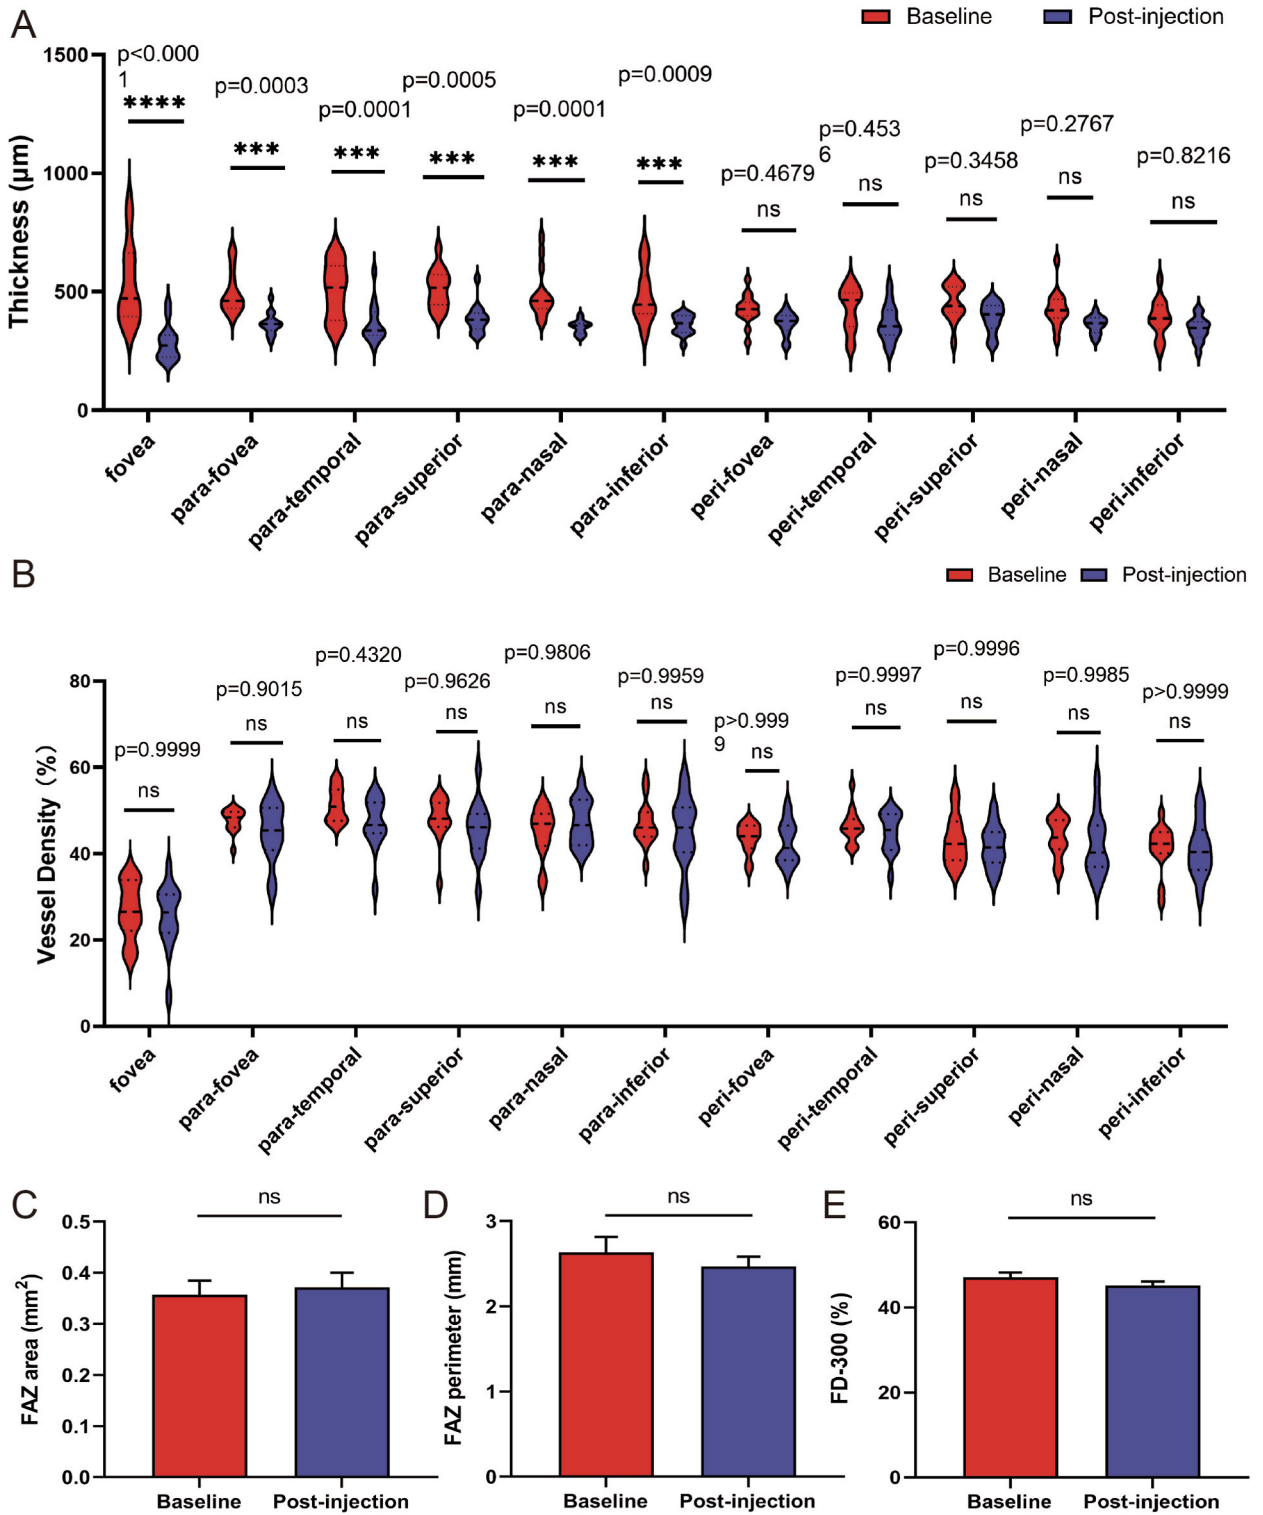 A
Baseline
Post-injection
Thickness (μm)
1500
1000
500
0
p<0.000
1
****
p=0.0003
***
p=0.0001
***
p=0.0005
***
p=0.0001
***
p=0.0009
***
p=0.4679
ns
p=0.453
6
ns
p=0.3458
ns
p=0.2767
ns
p=0.8216
ns
fovea
para-fovea
para-temporal
para-superior
para-nasal
para-inferior
peri-fovea
peri-temporal
peri-superior
peri-nasal
peri-inferior
B
Baseline
Post-injection
Vessel Density（%）
80
60
40
20
0
p=0.9999
ns
p=0.9015
ns
p=0.4320
ns
p=0.9626
ns
p=0.9806
ns
p=0.9959
ns
p>0.999
9
ns
p=0.9997
ns
p=0.9996
ns
p=0.9985
ns
p>0.9999
ns
fovea
para-fovea
para-temporal
para-superior
para-nasal
para-inferior
peri-fovea
peri-temporal
peri-superior
peri-nasal
peri-inferior
C
ns
FAZ area (mm²)
0.5
0.4
0.3
0.2
0.1
0.0
Baseline
Post-injection
D
ns
FAZ perimeter (mm)
3
2
1
0
Baseline
Post-injection
E
ns
FD-300 (%)
60
40
20
0
Baseline
Post-injection